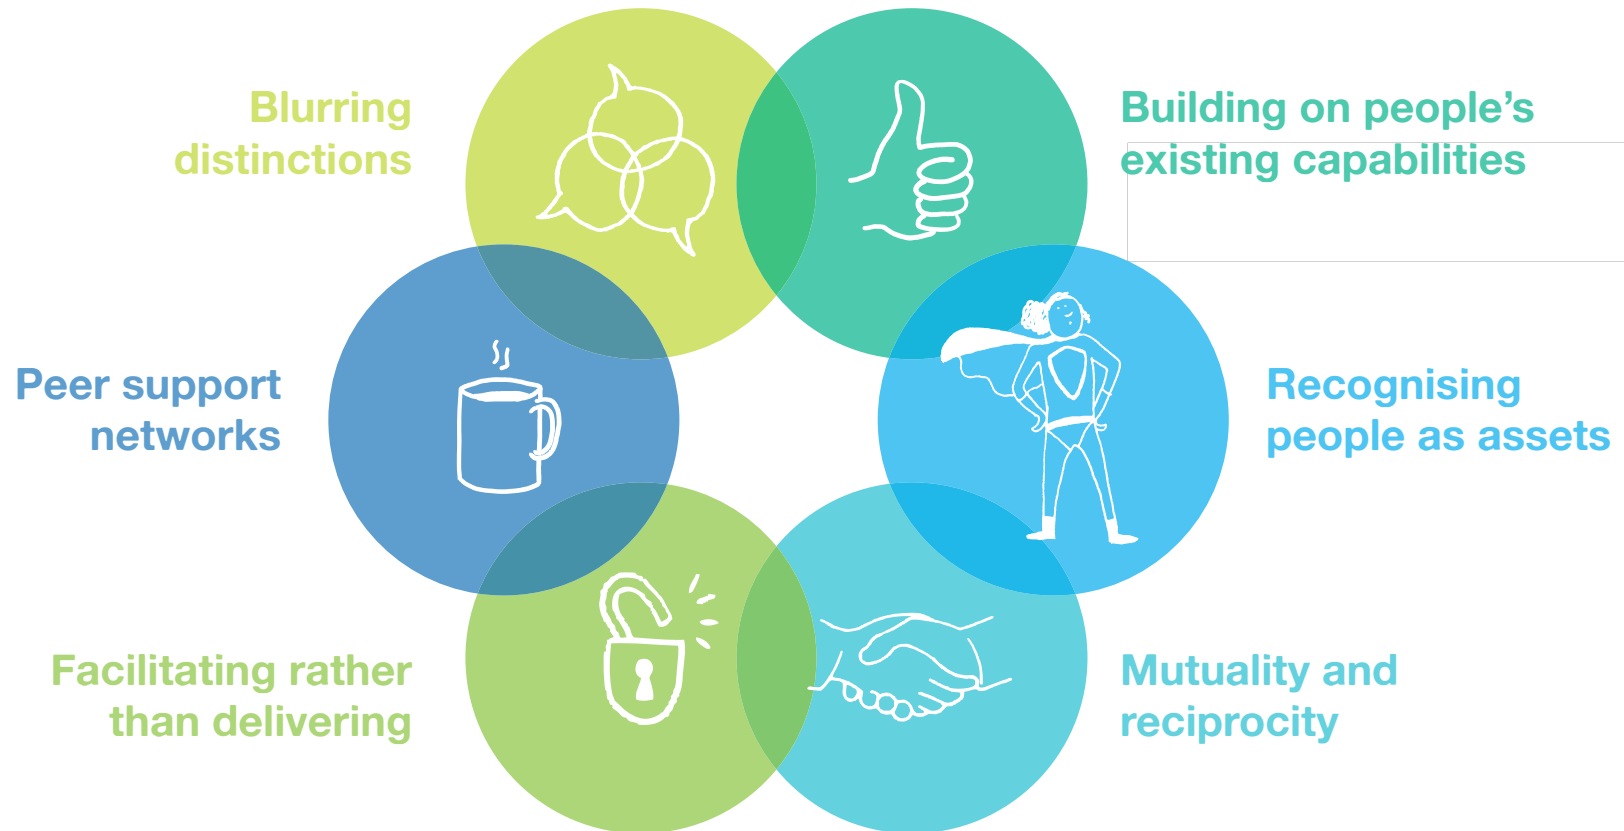 Blurring
distinctions
Building on people’s
existing capabilities
Peer support
networks
Recognising
people as assets
Facilitating rather
than delivering
Mutuality and
reciprocity